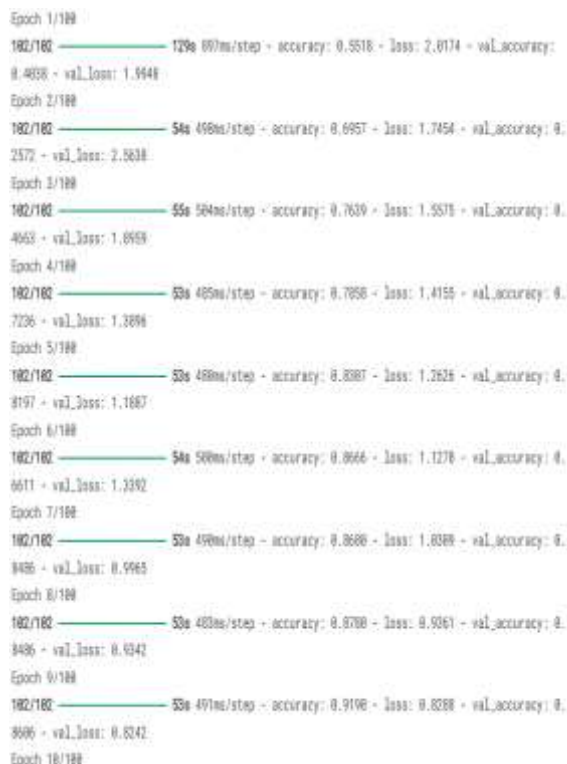 Epoch 1/100
102/102 129s 897ms/step - accuracy: 0.5518 - loss: 2.0174 - val_accuracy:
0.4038 - val_loss: 1.9948
Epoch 2/100
102/102 54s 498ms/step - accuracy: 0.6957 - loss: 1.7454 - val_accuracy: 0.
2572 - val_loss: 2.5638
Epoch 3/100
102/102 55s 504ms/step - accuracy: 0.7639 - loss: 1.5575 - val_accuracy: 0.
4663 - val_loss: 1.8959
Epoch 4/100
102/102 53s 485ms/step - accuracy: 0.7858 - loss: 1.4155 - val_accuracy: 0.
7236 - val_loss: 1.3896
Epoch 5/100
102/102 53s 488ms/step - accuracy: 0.8387 - loss: 1.2626 - val_accuracy: 0.
8197 - val_loss: 1.1887
Epoch 6/100
102/102 54s 500ms/step - accuracy: 0.8666 - loss: 1.1278 - val_accuracy: 0.
6611 - val_loss: 1.3392
Epoch 7/100
102/102 53s 490ms/step - accuracy: 0.8680 - loss: 1.0309 - val_accuracy: 0.
8486 - val_loss: 0.9965
Epoch 8/100
102/102 53s 483ms/step - accuracy: 0.8780 - loss: 0.9361 - val_accuracy: 0.
8486 - val_loss: 0.9342
Epoch 9/100
102/102 53s 491ms/step - accuracy: 0.9190 - loss: 0.8288 - val_accuracy: 0.
8606 - val_loss: 0.8242
Epoch 10/100